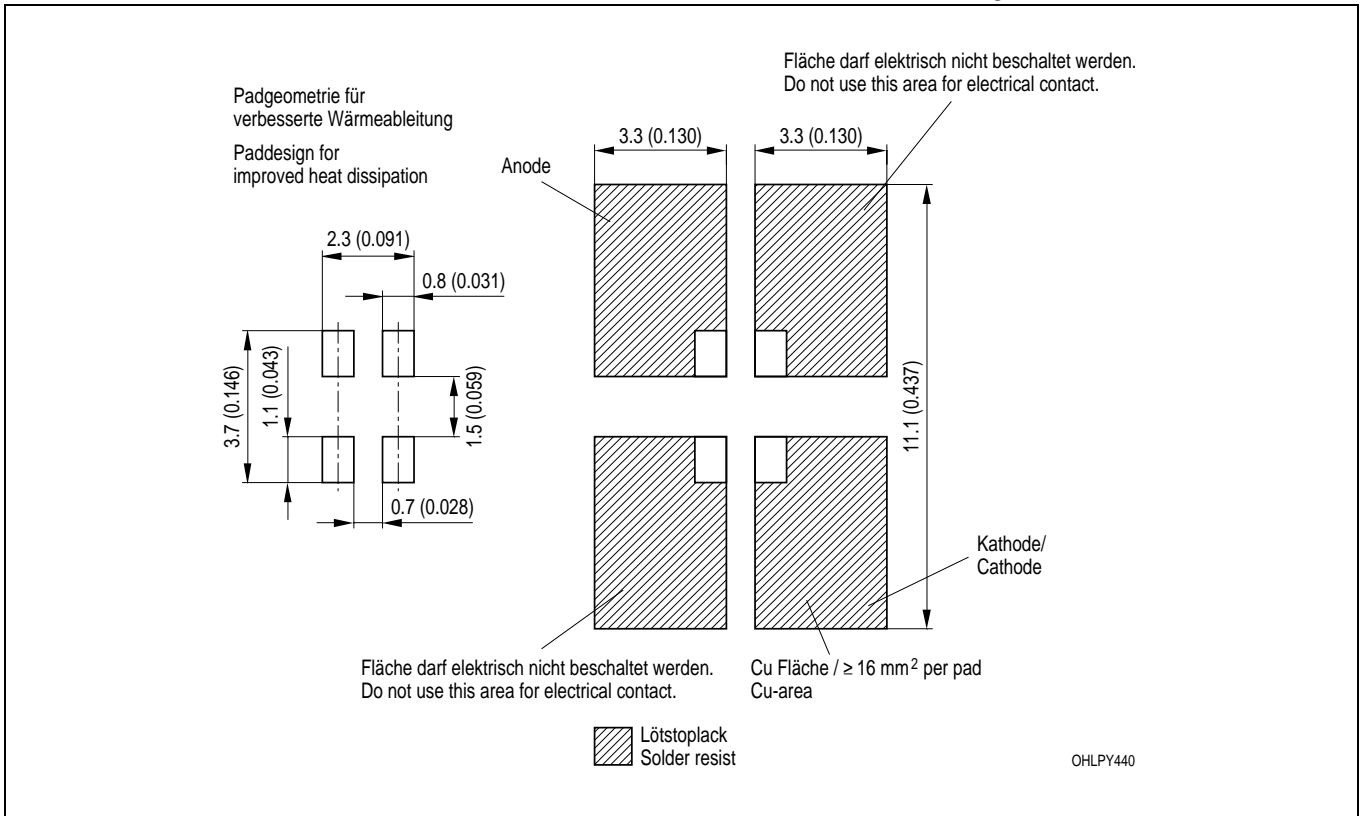 Fläche darf elektrisch nicht beschaltet werden.
Do not use this area for electrical contact.
Padgeometrie für
verbesserte Wärmeableitung
Paddesign for
improved heat dissipation
Anode
3.3 (0.130)
3.3 (0.130)
2.3 (0.091)
0.8 (0.031)
3.7 (0.146)
1.1 (0.043)
1.5 (0.059)
0.7 (0.028)
11.1 (0.437)
Kathode/
Cathode
Fläche darf elektrisch nicht beschaltet werden.
Do not use this area for electrical contact.
Cu Fläche / ≥ 16 mm² per pad
Cu-area
Lötstoplack
Solder resist
OHLPY440